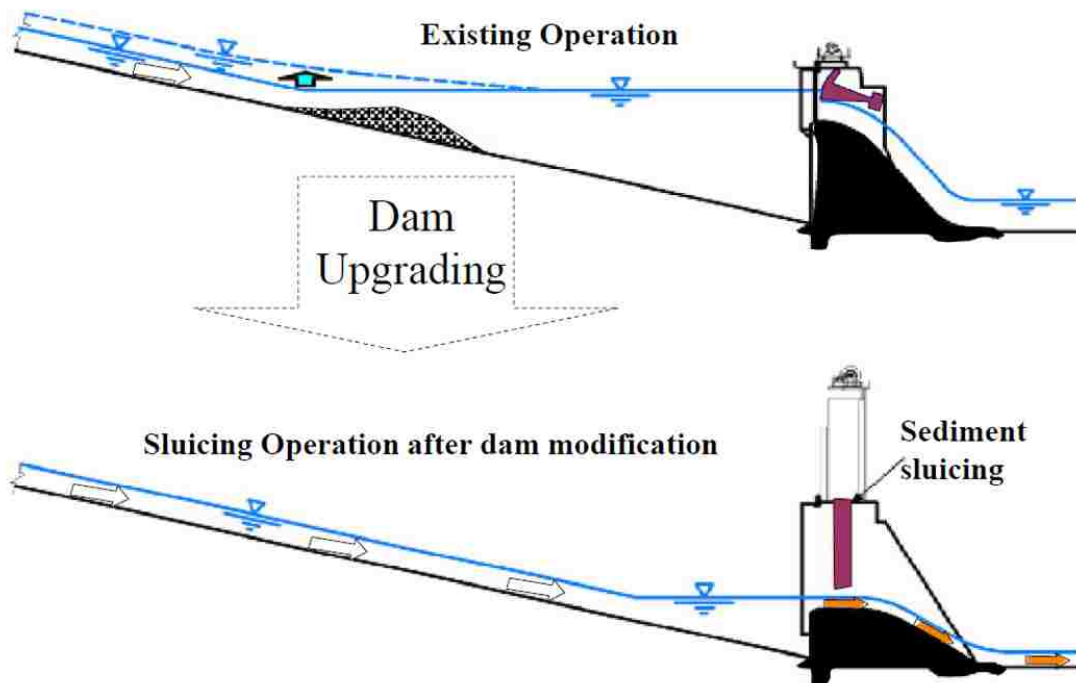 Existing Operation
Dam
Upgrading
Sluicing Operation after dam modification
Sediment
sluicing